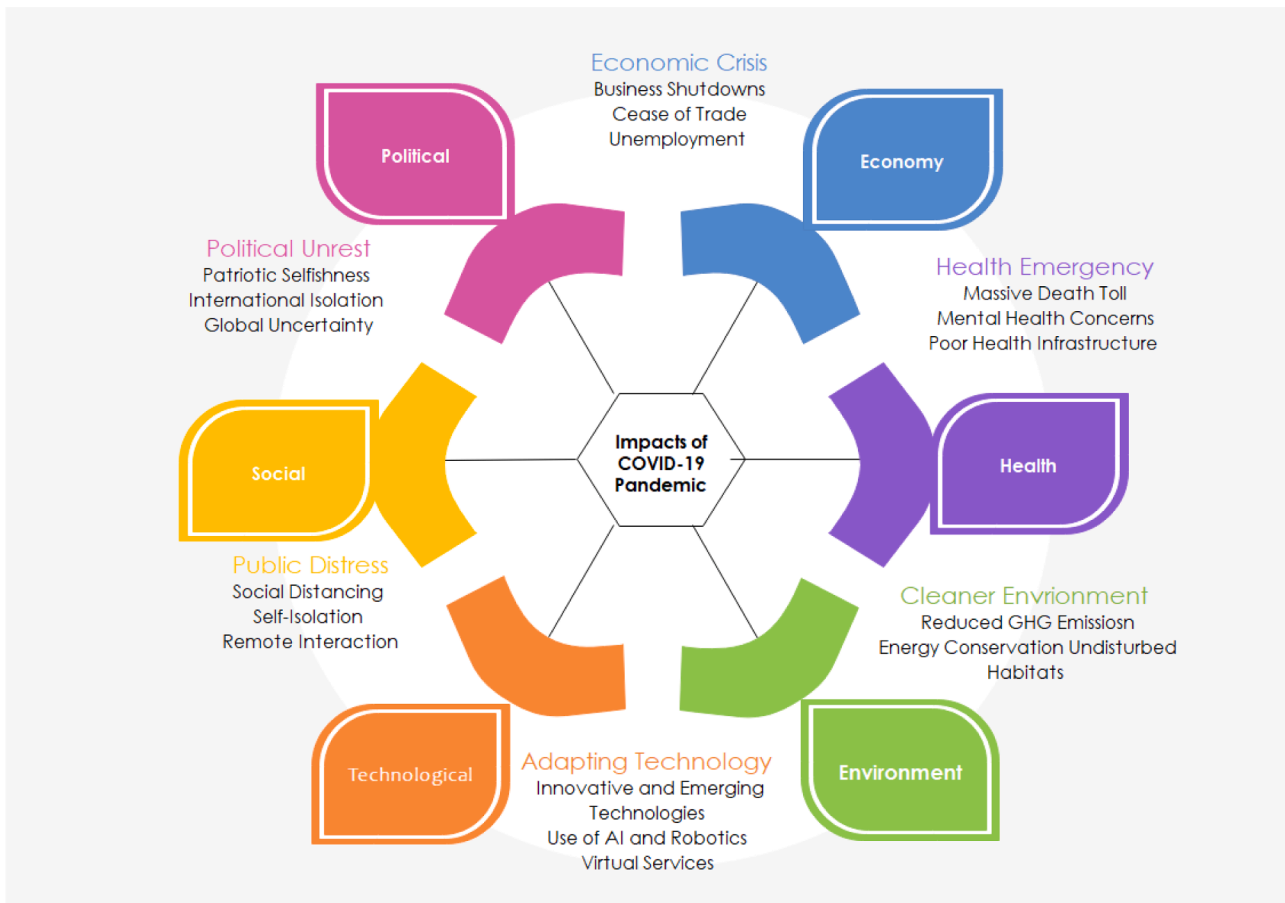 Economic Crisis
Business Shutdowns
Cease of Trade
Unemployment
Political
Economy
Political Unrest
Patriotic Selfishness
International Isolation
Global Uncertainty
Health Emergency
Massive Death Toll
Mental Health Concerns
Poor Health Infrastructure
Impacts of
COVID-19
Pandemic
Social
Health
Public Distress
Social Distancing
Self-Isolation
Remote Interaction
Cleaner Envrionment
Reduced GHG Emissiosn
Energy Conservation Undisturbed
Habitats
Technological
Adapting Technology
Innovative and Emerging
Technologies
Use of AI and Robotics
Virtual Services
Environment